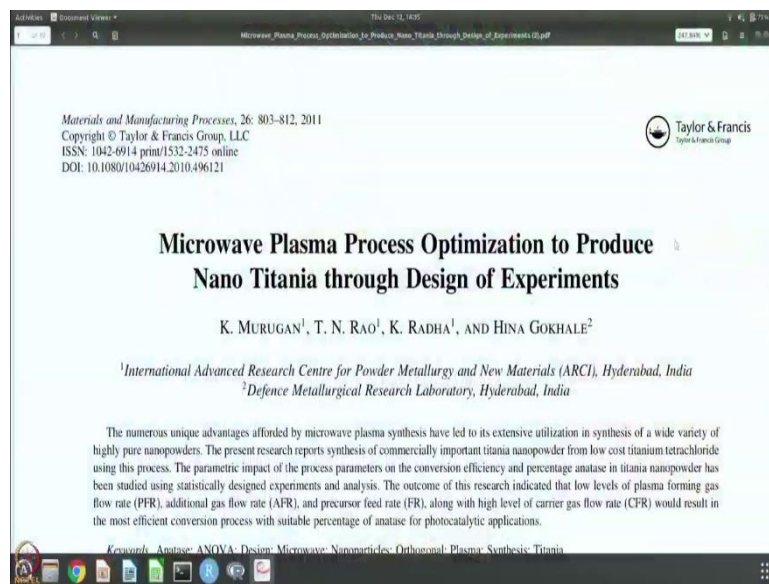 Activities Document Viewer Thu Dec 12, 14:35
Microwave_Plasma_Process_Optimization_to_Produce_Nano_Titania_through_Design_of_Experiments (2).pdf 247.84%
Materials and Manufacturing Processes, 26: 803–812, 2011
Copyright © Taylor & Francis Group, LLC
ISSN: 1042-6914 print/1532-2475 online
DOI: 10.1080/10426914.2010.496121
Taylor & Francis
Taylor & Francis Group
Microwave Plasma Process Optimization to Produce
Nano Titania through Design of Experiments
K. MURUGAN¹, T. N. RAO¹, K. RADHA¹, AND HINA GOKHALE²
¹International Advanced Research Centre for Powder Metallurgy and New Materials (ARCI), Hyderabad, India
²Defence Metallurgical Research Laboratory, Hyderabad, India
The numerous unique advantages afforded by microwave plasma synthesis have led to its extensive utilization in synthesis of a wide variety of
highly pure nanopowders. The present research reports synthesis of commercially important titania nanopowder from low cost titanium tetrachloride
using this process. The parametric impact of the process parameters on the conversion efficiency and percentage anatase in titania nanopowder has
been studied using statistically designed experiments and analysis. The outcome of this research indicated that low levels of plasma forming gas
flow rate (PFR), additional gas flow rate (AFR), and precursor feed rate (FR), along with high level of carrier gas flow rate (CFR) would result in
the most efficient conversion process with suitable percentage of anatase for photocatalytic applications.
Keywords Anatase; ANOVA; Design; Microwave; Nanoparticles; Orthogonal; Plasma; Synthesis; Titania